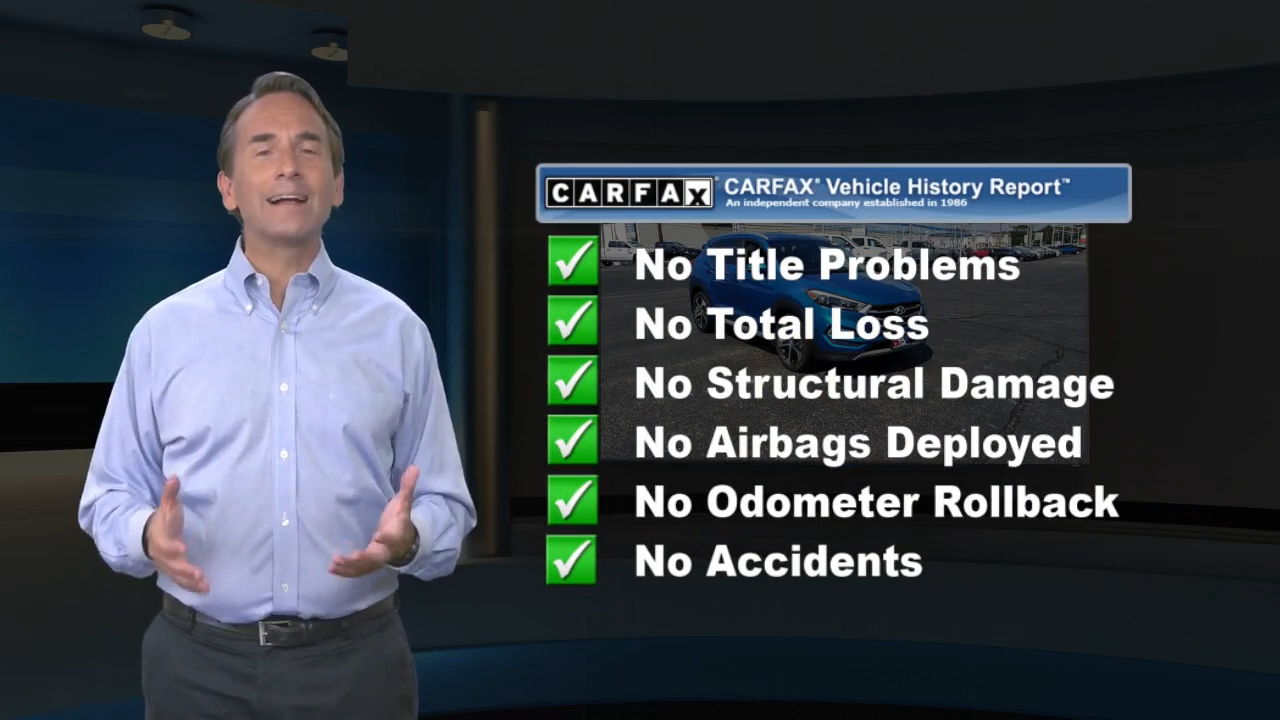 CARFAX® CARFAX® Vehicle History Report™
An independent company established in 1986
No Title Problems
No Total Loss
No Structural Damage
No Airbags Deployed
No Odometer Rollback
No Accidents